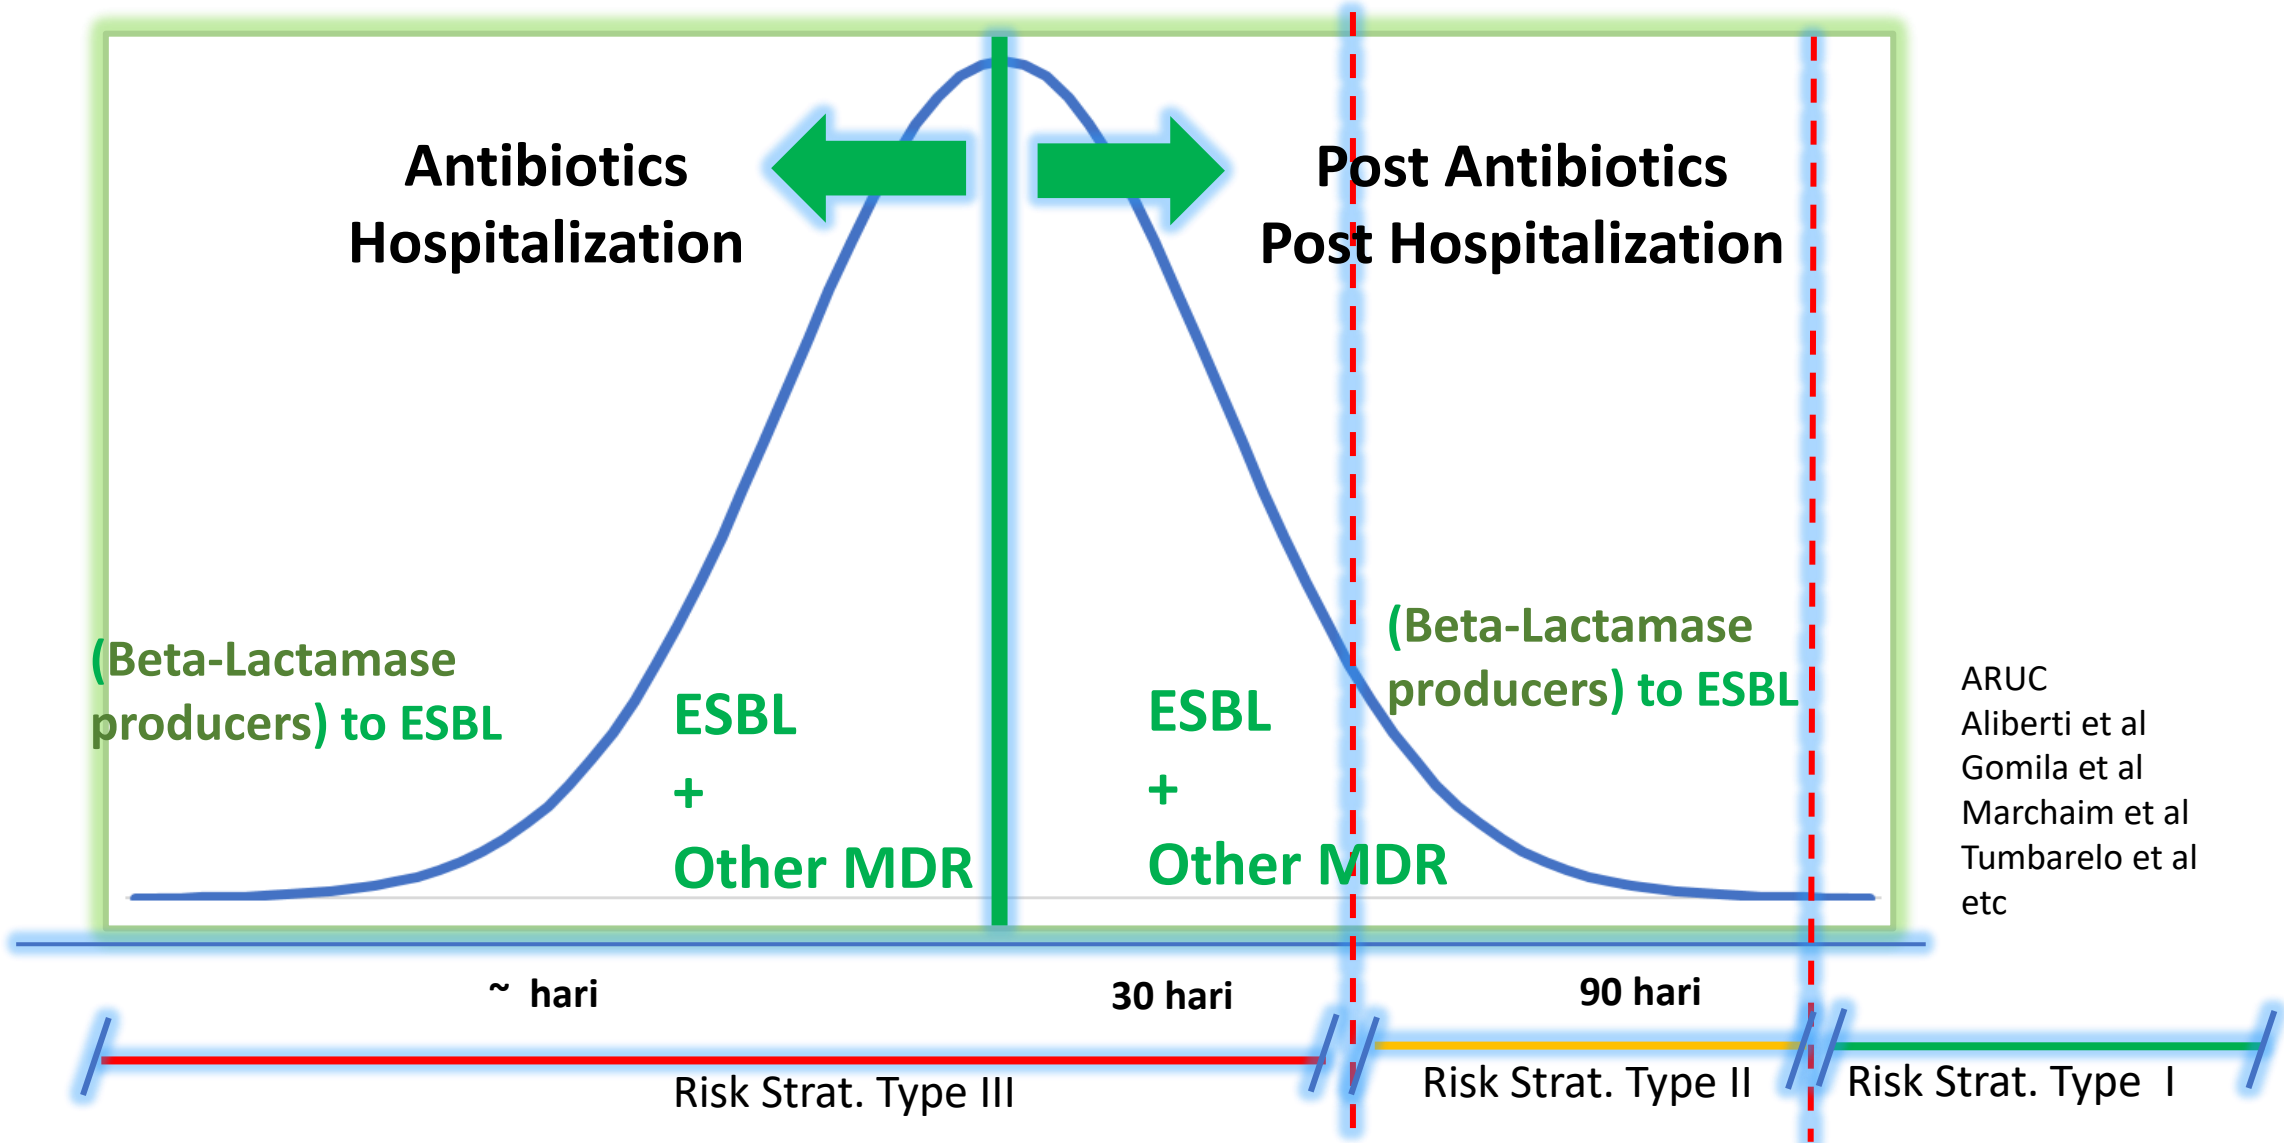 Antibiotics
Hospitalization
Post Antibiotics
Post Hospitalization
(Beta-Lactamase
producers) to ESBL
ESBL
+
Other MDR
ESBL
+
Other MDR
(Beta-Lactamase
producers) to ESBL
ARUC
Aliberti et al
Gomila et al
Marchaim et al
Tumbarelo et al
etc
~ hari
30 hari
90 hari
Risk Strat. Type III
Risk Strat. Type II
Risk Strat. Type I